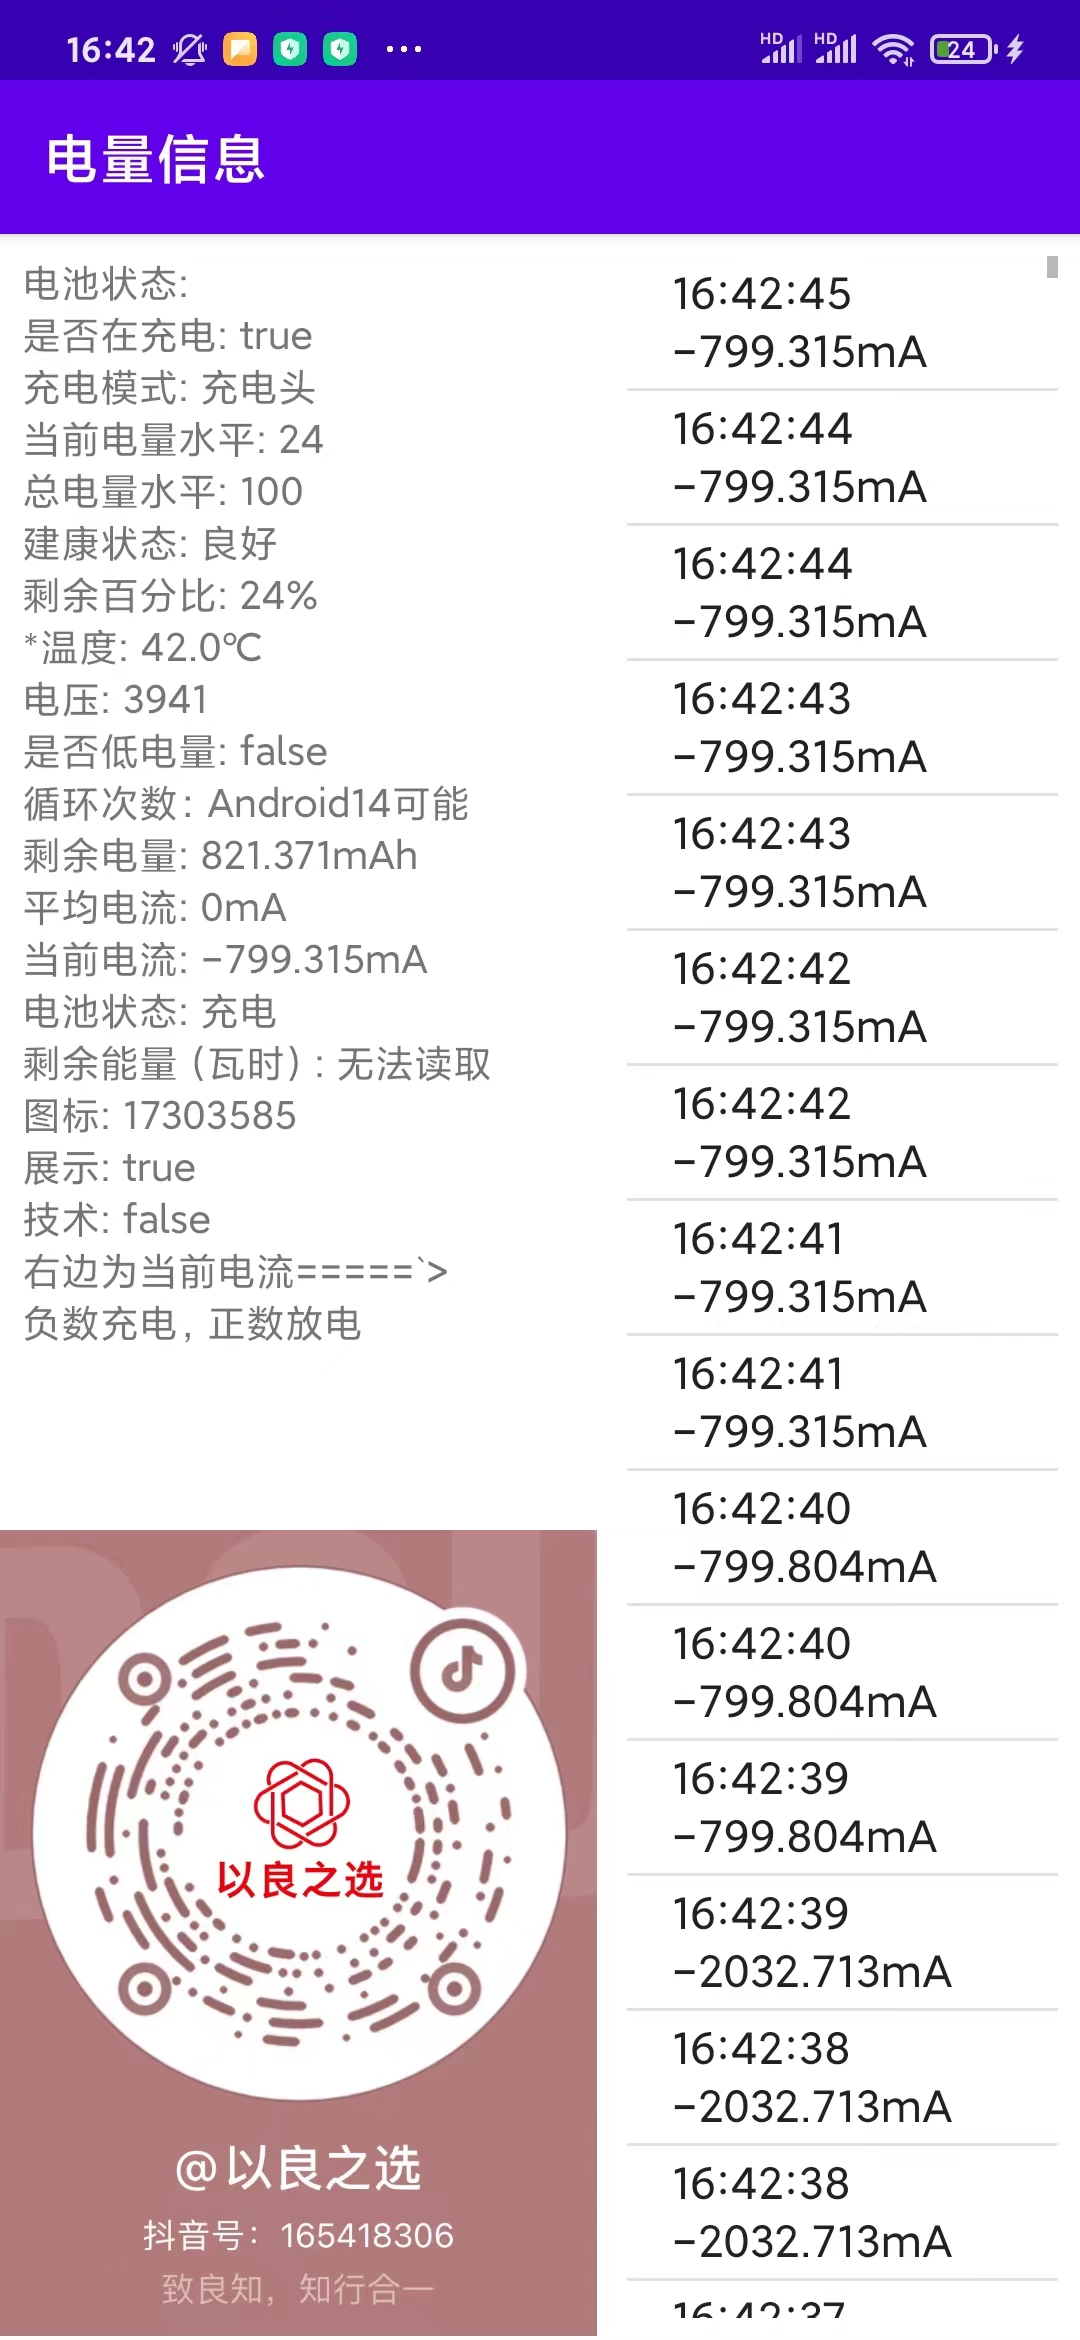 16:42
HD HD 24
电量信息
电池状态:
是否在充电: true
充电模式: 充电头
当前电量水平: 24
总电量水平: 100
建康状态: 良好
剩余百分比: 24%
*温度: 42.0℃
电压: 3941
是否低电量: false
循环次数: Android14可能
剩余电量: 821.371mAh
平均电流: 0mA
当前电流: -799.315mA
电池状态: 充电
剩余能量（瓦时）: 无法读取
图标: 17303585
展示: true
技术: false
右边为当前电流=====`>
负数充电, 正数放电
以良之选
@以良之选
抖音号: 165418306
致良知, 知行合一
16:42:45
-799.315mA
16:42:44
-799.315mA
16:42:44
-799.315mA
16:42:43
-799.315mA
16:42:43
-799.315mA
16:42:42
-799.315mA
16:42:42
-799.315mA
16:42:41
-799.315mA
16:42:41
-799.315mA
16:42:40
-799.804mA
16:42:40
-799.804mA
16:42:39
-799.804mA
16:42:39
-2032.713mA
16:42:38
-2032.713mA
16:42:38
-2032.713mA
16:42:37